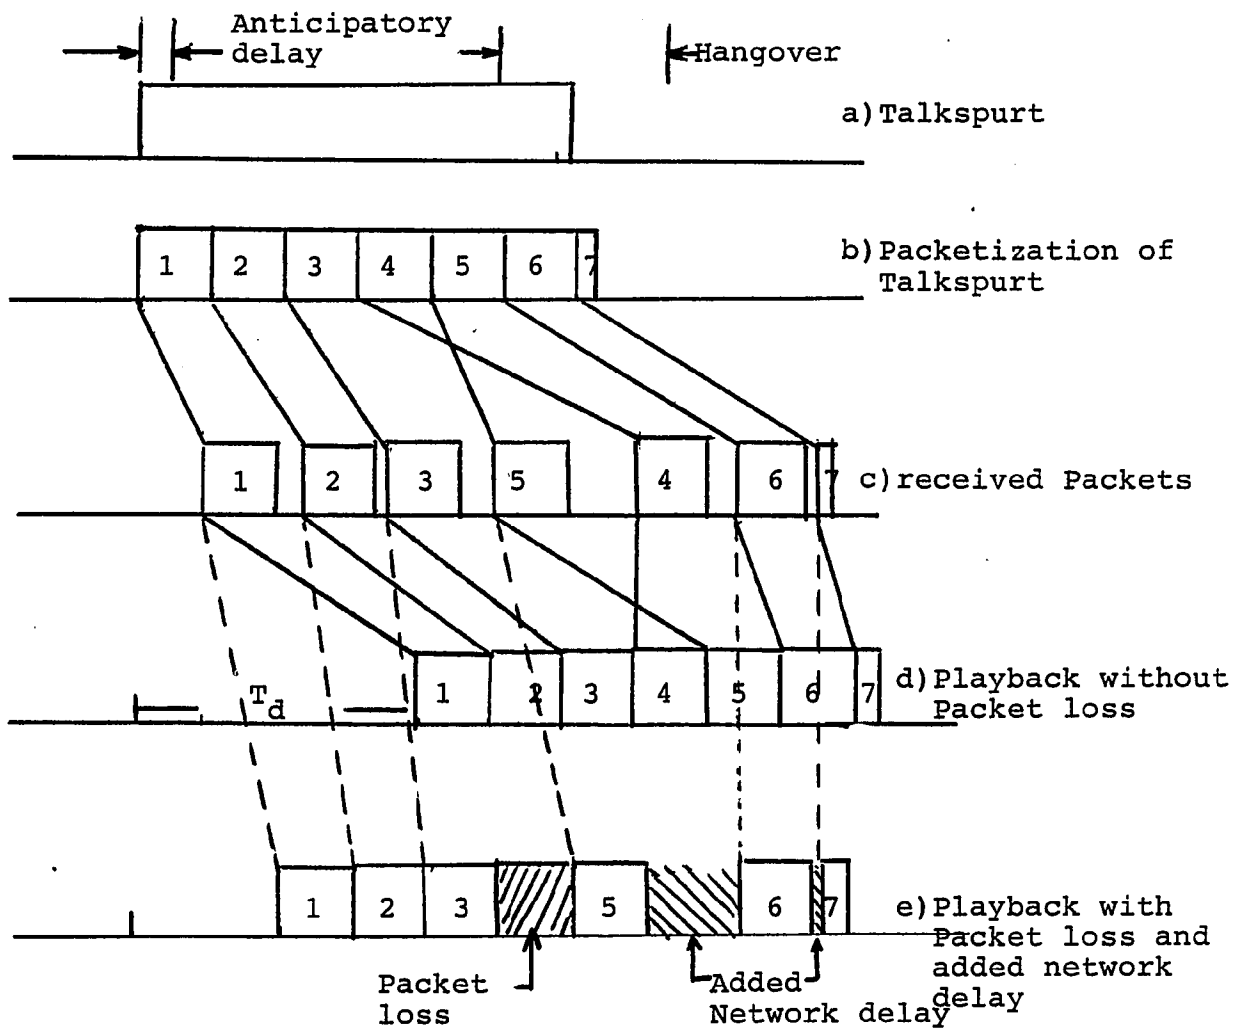 Anticipatory
delay
Hangover
a) Talkspurt
1 2 3 4 5 6 7
b) Packetization of
Talkspurt
1 2 3 5 4 6 7
c) received Packets
T_d
1 2 3 4 5 6 7
d) Playback without
Packet loss
1 2 3 5 6 7
e) Playback with
Packet loss and
added network
delay
Packet
loss
Added
Network delay